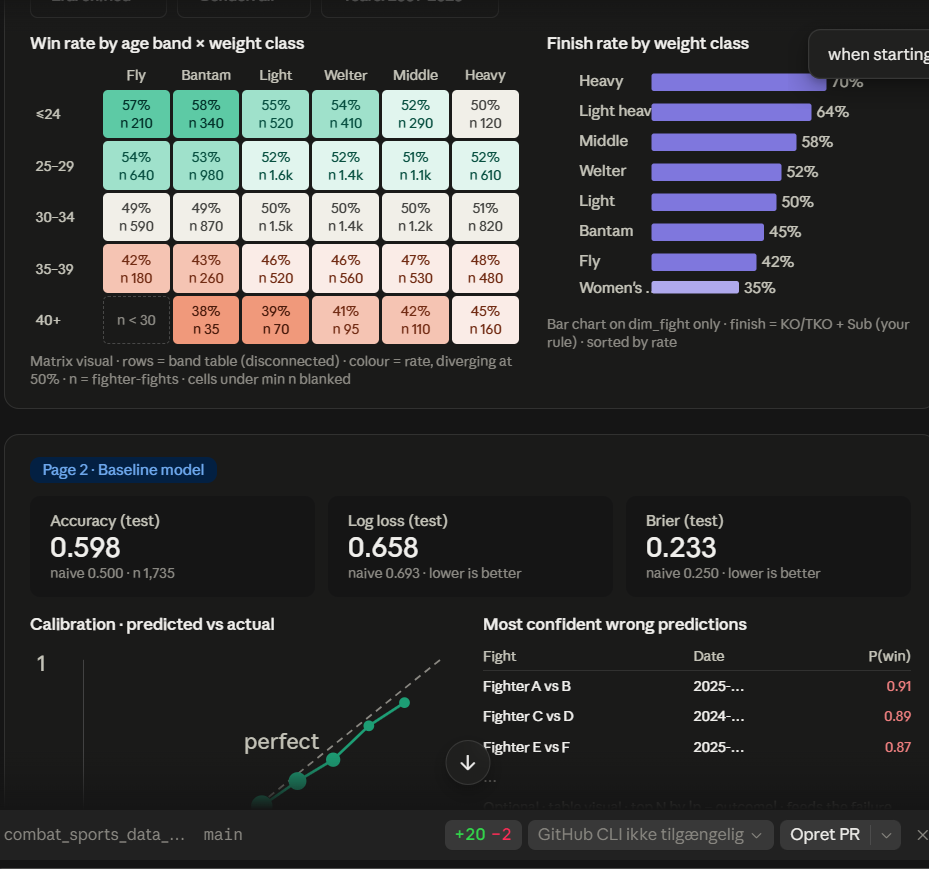 Win rate by age band × weight class
Finish rate by weight class
when starting
Fly Bantam Light Welter Middle Heavy
≤24
57% 58% 55% 54% 52% 50%
n 210 n 340 n 520 n 410 n 290 n 120
25–29
54% 53% 52% 52% 51% 52%
n 640 n 980 n 1.6k n 1.4k n 1.1k n 610
30–34
49% 49% 50% 50% 50% 51%
n 590 n 870 n 1.5k n 1.4k n 1.2k n 820
35–39
42% 43% 46% 46% 47% 48%
n 180 n 260 n 520 n 560 n 530 n 480
40+
n < 30 38% 39% 41% 42% 45%
n 35 n 70 n 95 n 110 n 160
Matrix visual · rows = band table (disconnected) · colour = rate, diverging at
50% · n = fighter-fights · cells under min n blanked
Heavy 70%
Light heav 64%
Middle 58%
Welter 52%
Light 50%
Bantam 45%
Fly 42%
Women's . 35%
Bar chart on dim_fight only · finish = KO/TKO + Sub (your
rule) · sorted by rate
Page 2 · Baseline model
Accuracy (test)
0.598
naive 0.500 · n 1,735
Log loss (test)
0.658
naive 0.693 · lower is better
Brier (test)
0.233
naive 0.250 · lower is better
Calibration · predicted vs actual
1
perfect
Most confident wrong predictions
Fight Date P(win)
Fighter A vs B 2025-... 0.91
Fighter C vs D 2024-... 0.89
Fighter E vs F 2025-... 0.87
...
combat_sports_data_... main
+20 −2
GitHub CLI ikke tilgængelig
Opret PR